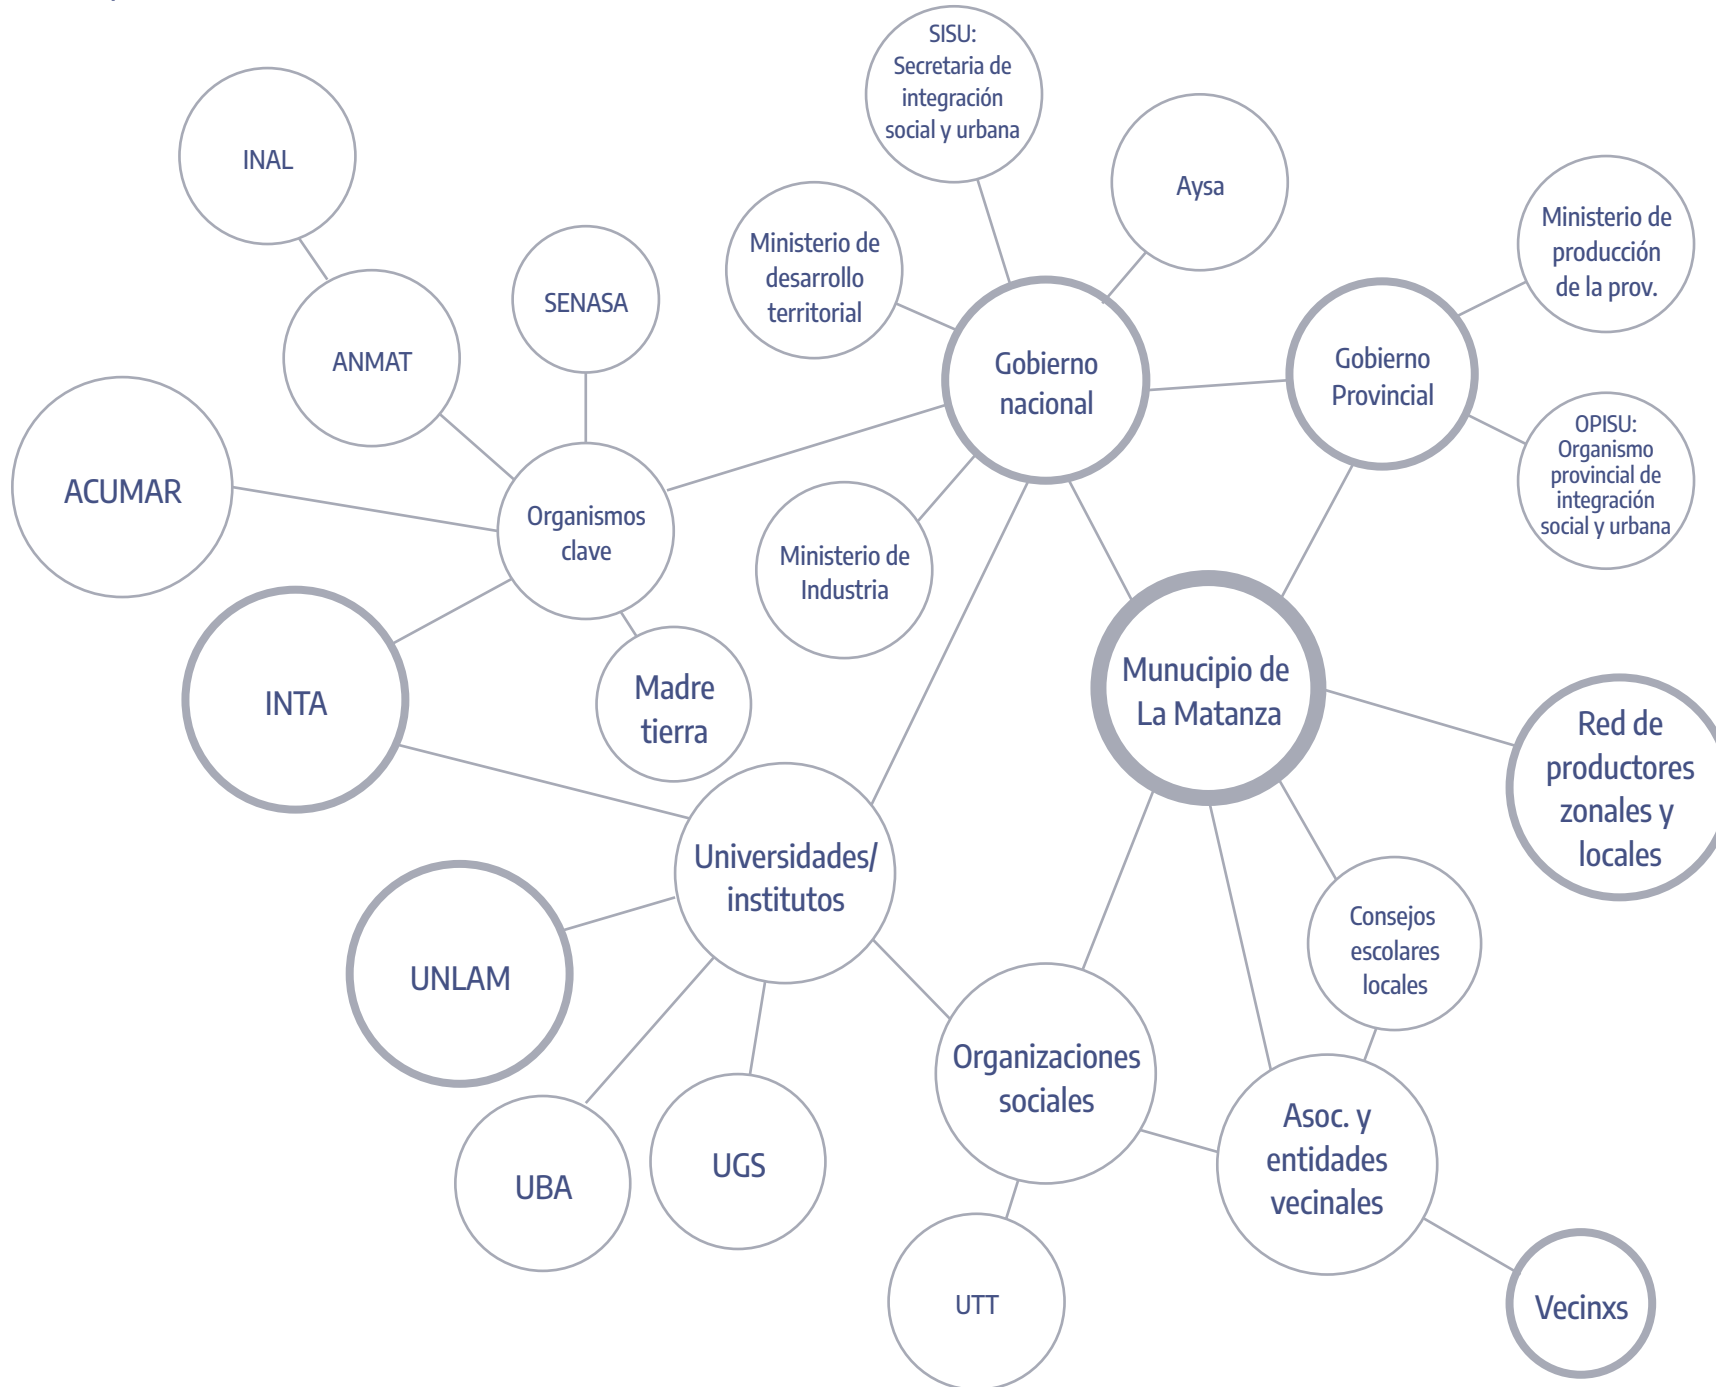 SISU:
Secretaria de
integración
social y urbana
INAL
Aysa
Ministerio de
producción
de la prov.
Ministerio de
desarrollo
territorial
SENASA
ANMAT
Gobierno
nacional
Gobierno
Provincial
OPISU:
Organismo
provincial de
integración
social y urbana
ACUMAR
Organismos
clave
Ministerio de
Industria
INTA
Madre
tierra
Munucipio de
La Matanza
Red de
productores
zonales y
locales
Universidades/
institutos
Consejos
escolares
locales
UNLAM
Organizaciones
sociales
Asoc. y
entidades
vecinales
UBA
UGS
UTT
Vecinxs